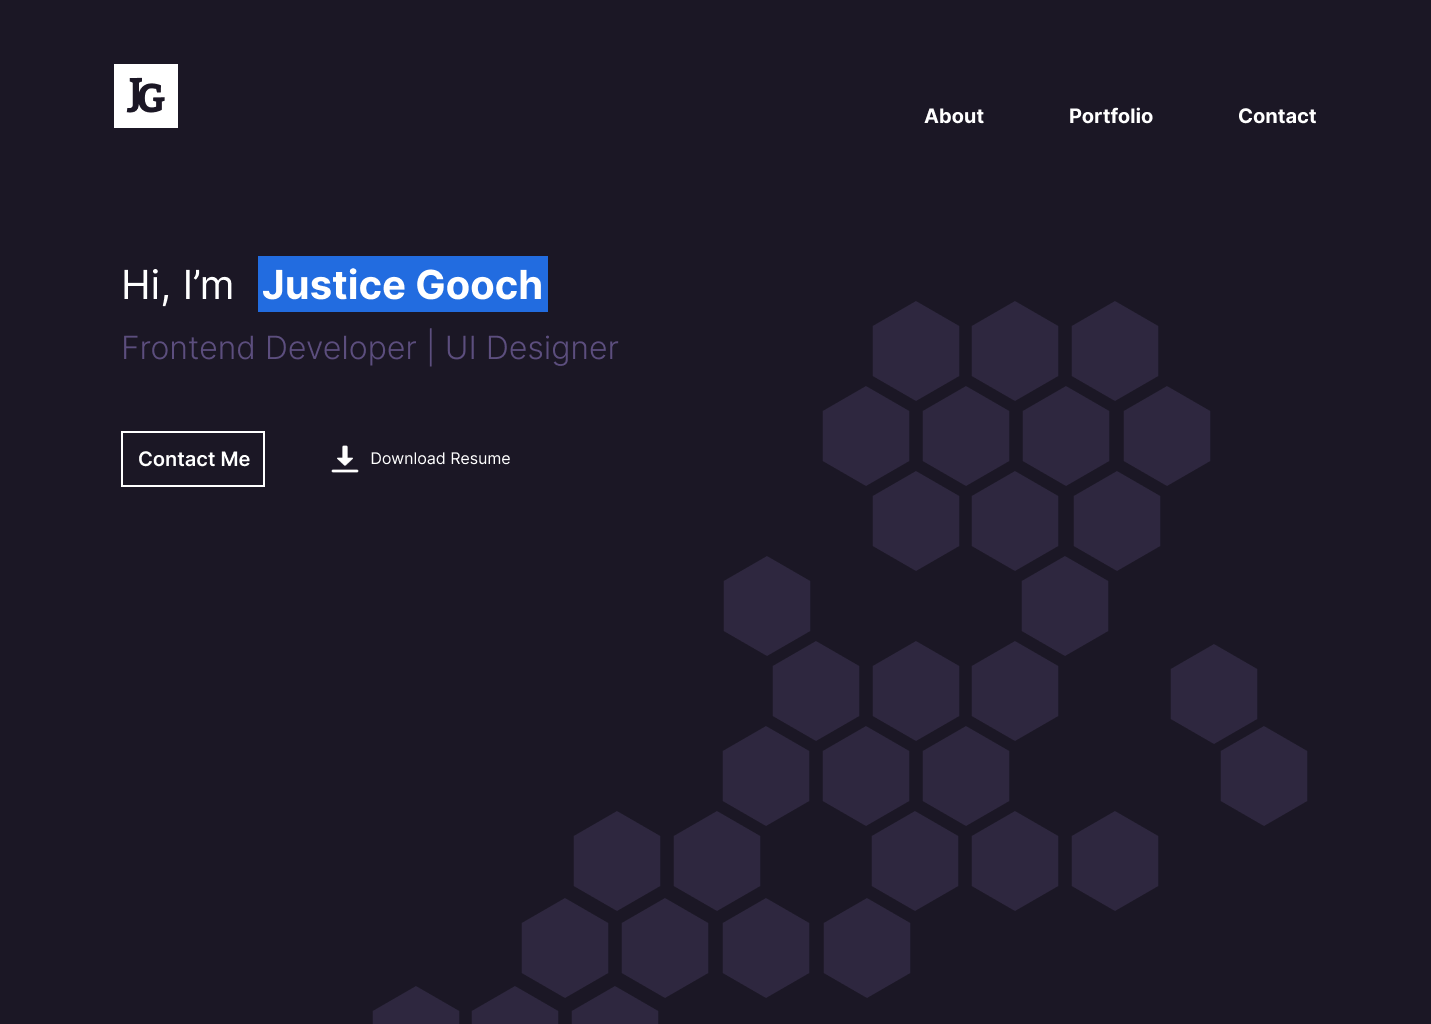 JG
About Portfolio Contact
Hi, I’m Justice Gooch
Frontend Developer | UI Designer
Contact Me
Download Resume